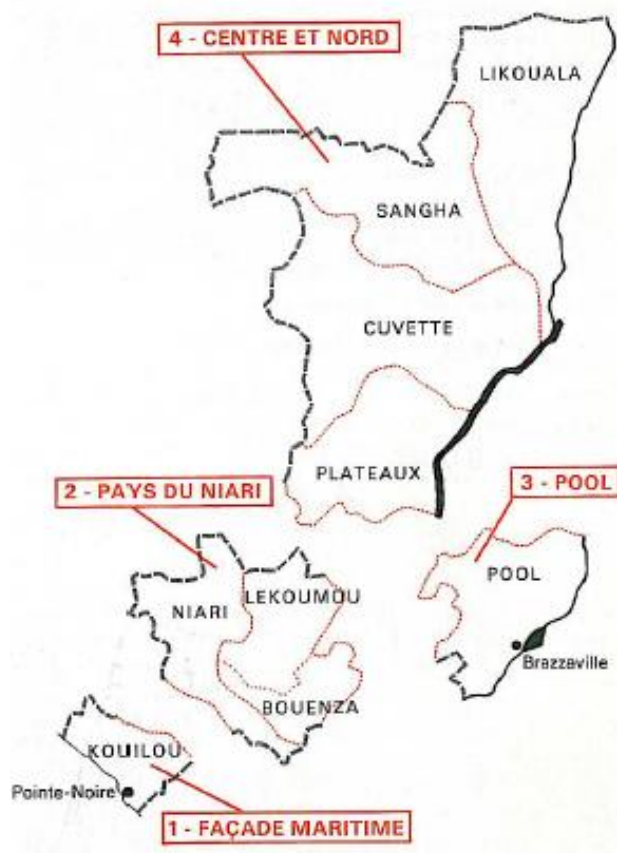 4 - CENTRE ET NORD
LIKOUALA
SANGHA
CUVETTE
PLATEAUX
2 - PAYS DU NIARI
3 - POOL
POOL
LEKOUMOU
NIARI
Brazzaville
BOUENZA
KOUILOU
Pointe-Noire
1 - FAÇADE MARITIME